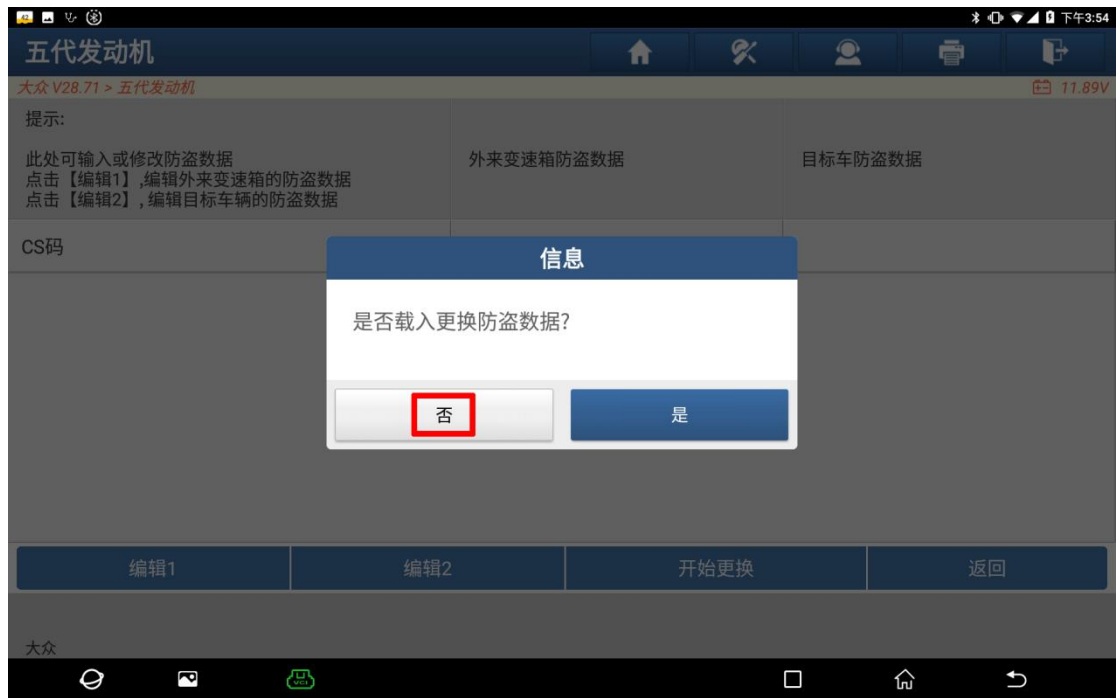 42
下午3:54
五代发动机
大众 V28.71 > 五代发动机
11.89V
提示:
此处可输入或修改防盗数据
点击【编辑1】,编辑外来变速箱的防盗数据
点击【编辑2】, 编辑目标车辆的防盗数据
外来变速箱防盗数据
目标车防盗数据
CS码
信息
是否载入更换防盗数据?
否
是
编辑1
编辑2
开始更换
返回
大众
VCI